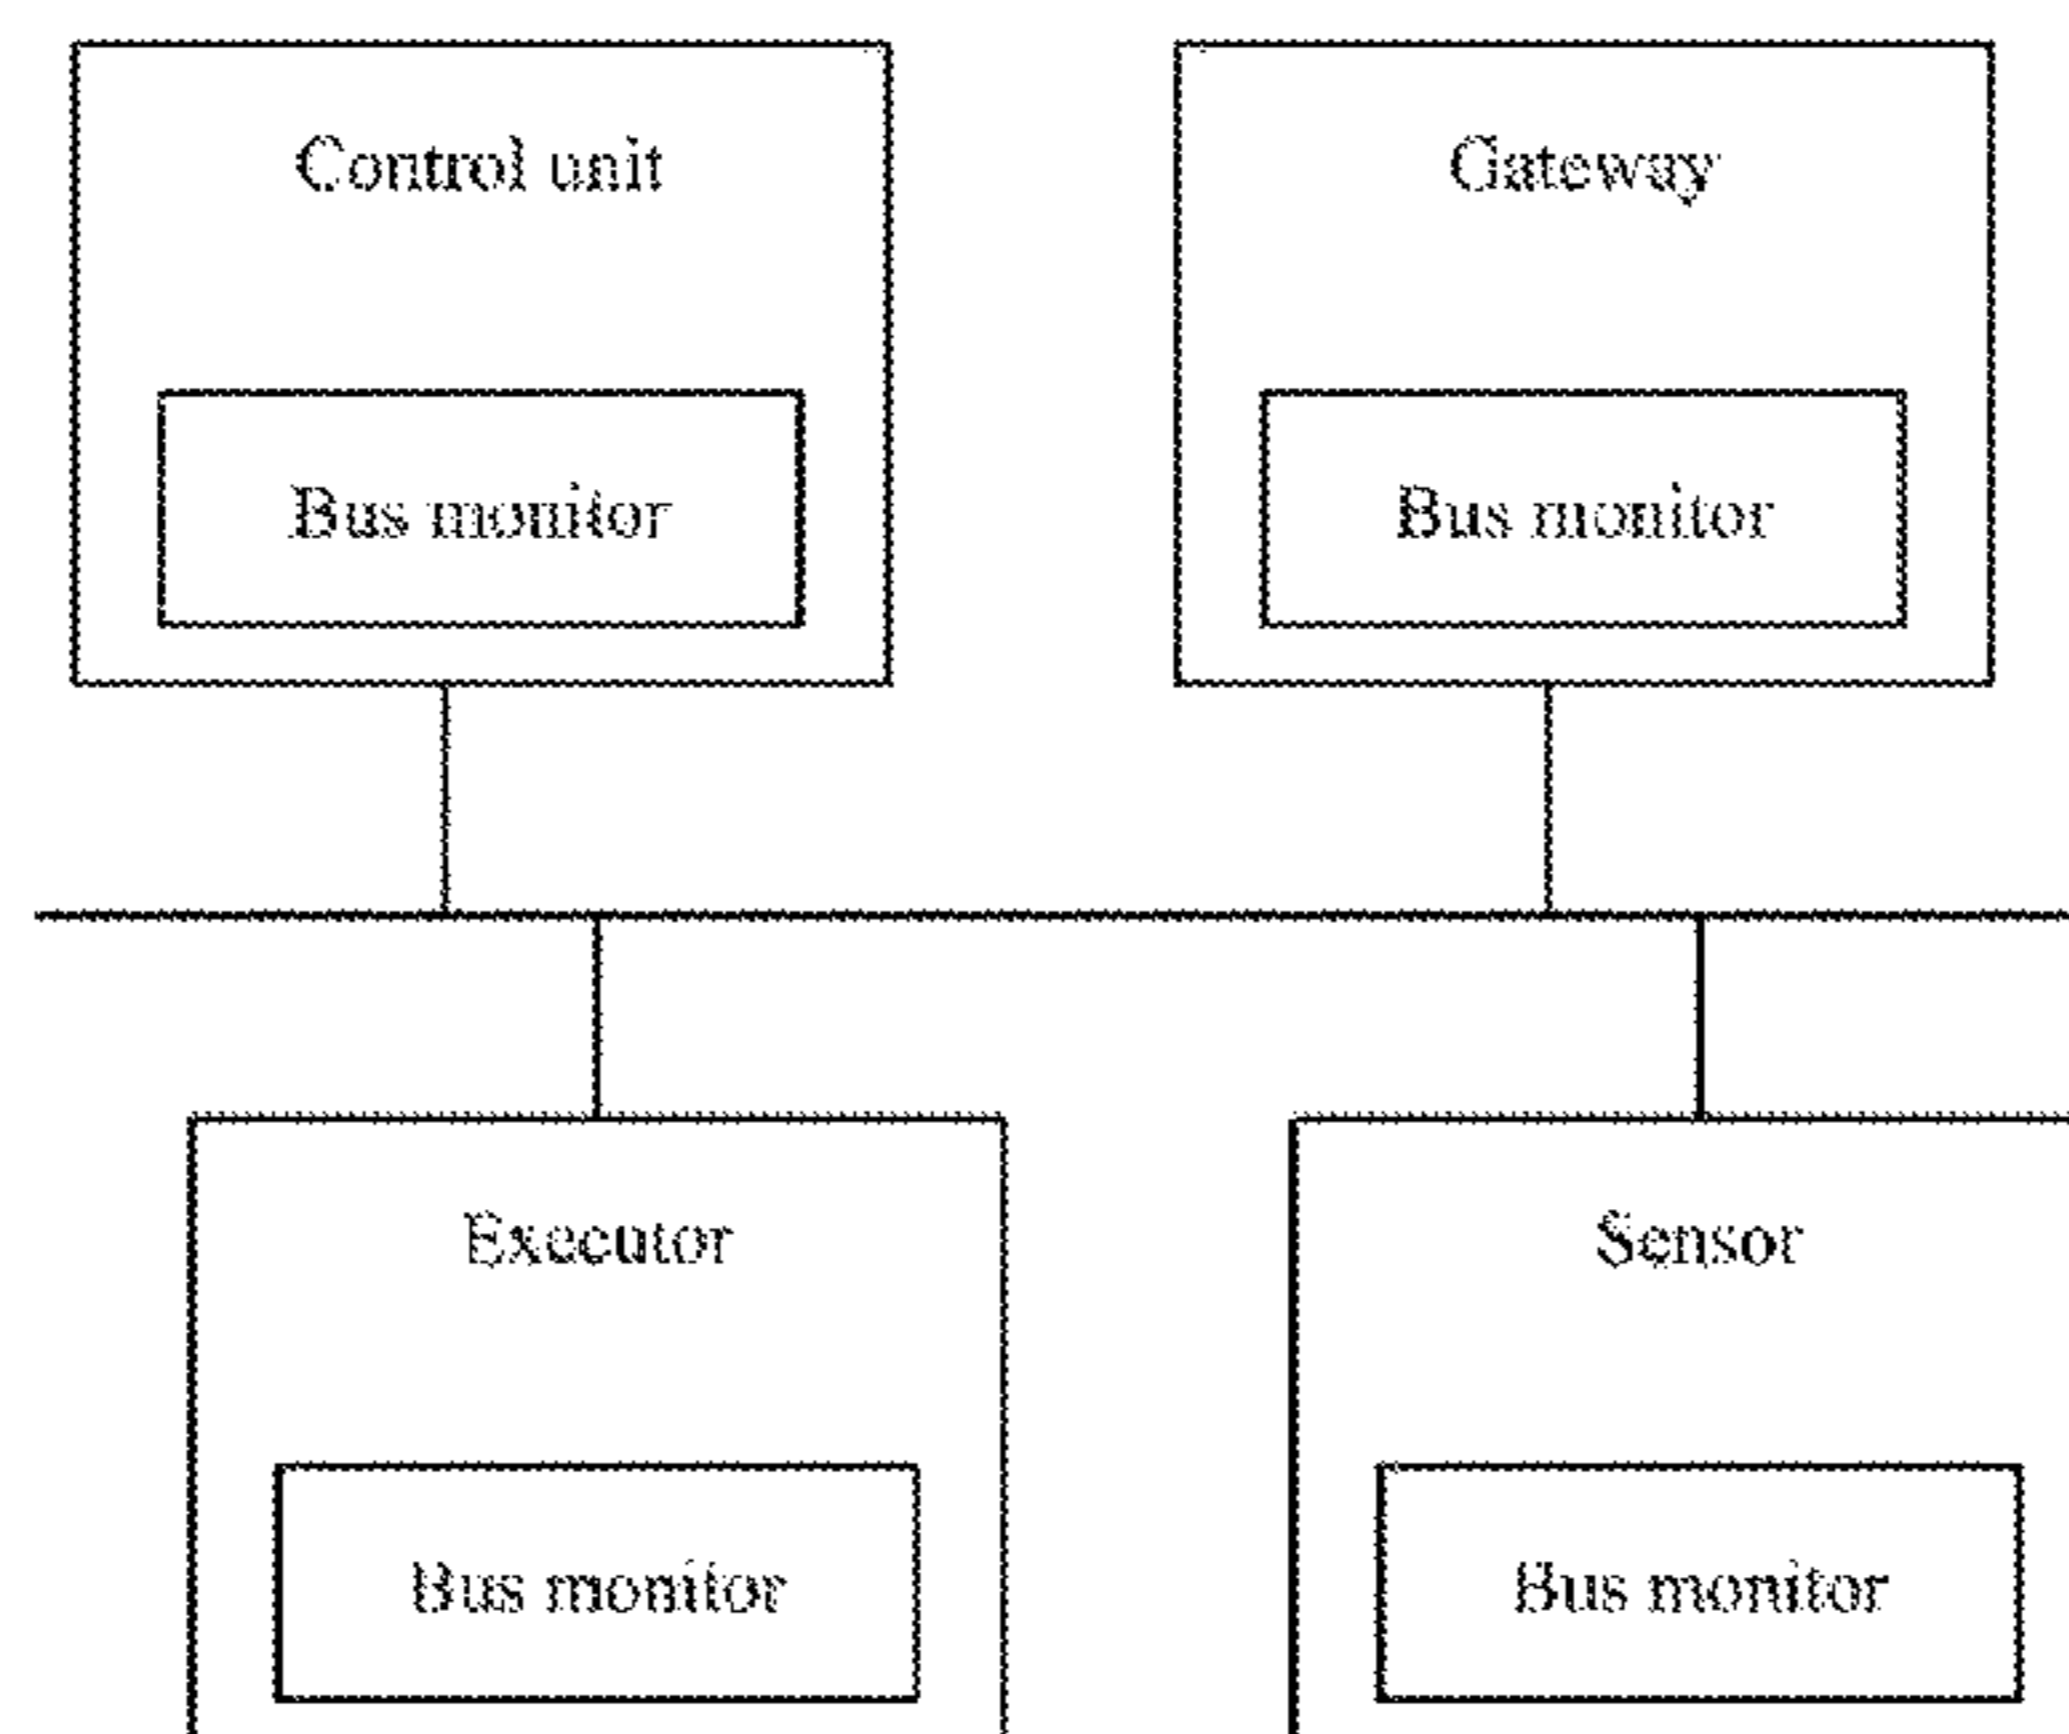 Control unit
Gateway
Bus monitor
Bus monitor
Executor
Sensor
Bus monitor
Bus monitor